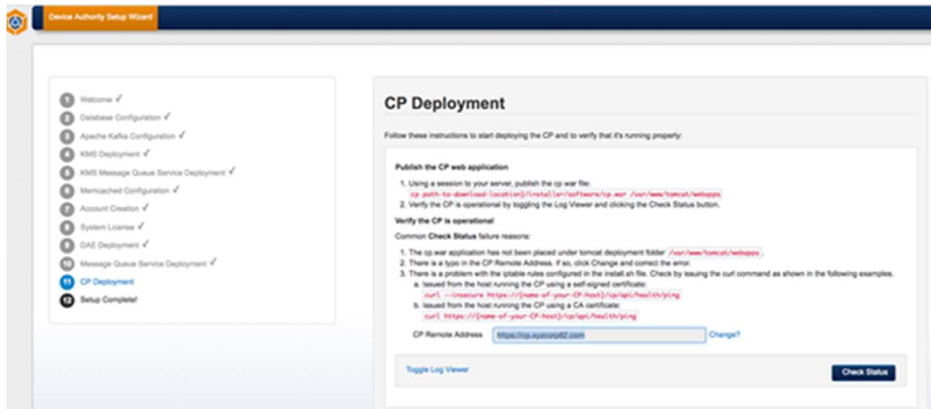 Device Authority Setup Wizard
1 Welcome ✓
2 Database Configuration ✓
3 Apache Kafka Configuration ✓
4 KMS Deployment ✓
5 KMS Message Queue Service Deployment ✓
6 Memcached Configuration ✓
7 Account Creation ✓
8 System License ✓
9 DAE Deployment ✓
10 Message Queue Service Deployment ✓
11 CP Deployment
12 Setup Complete!
CP Deployment
Follow these instructions to start deploying the CP and to verify that it's running properly:
Publish the CP web application
1. Using a session to your server, publish the cp war file:
cp path-to-download-location}/installer/software/cp.war /var/www/tomcat/webapps
2. Verify the CP is operational by toggling the Log Viewer and clicking the Check Status button.
Verify the CP is operational
Common Check Status failure reasons:
1. The cp.war application has not been placed under tomcat deployment folder /var/www/tomcat/webapps.
2. There is a typo in the CP Remote Address. If so, click Change and correct the error.
3. There is a problem with the iptable rules configured in the install.sh file. Check by issuing the curl command as shown in the following examples.
a. Issued from the host running the CP using a self-signed certificate:
curl --insecure https://{name-of-your-CP-host}/cp/api/health/ping
b. Issued from the host running the CP using a CA certificate:
curl https://{name-of-your-CP-host}/cp/api/health/ping
CP Remote Address https://cp.xyzcorp82.com Change?
Toggle Log Viewer
Check Status